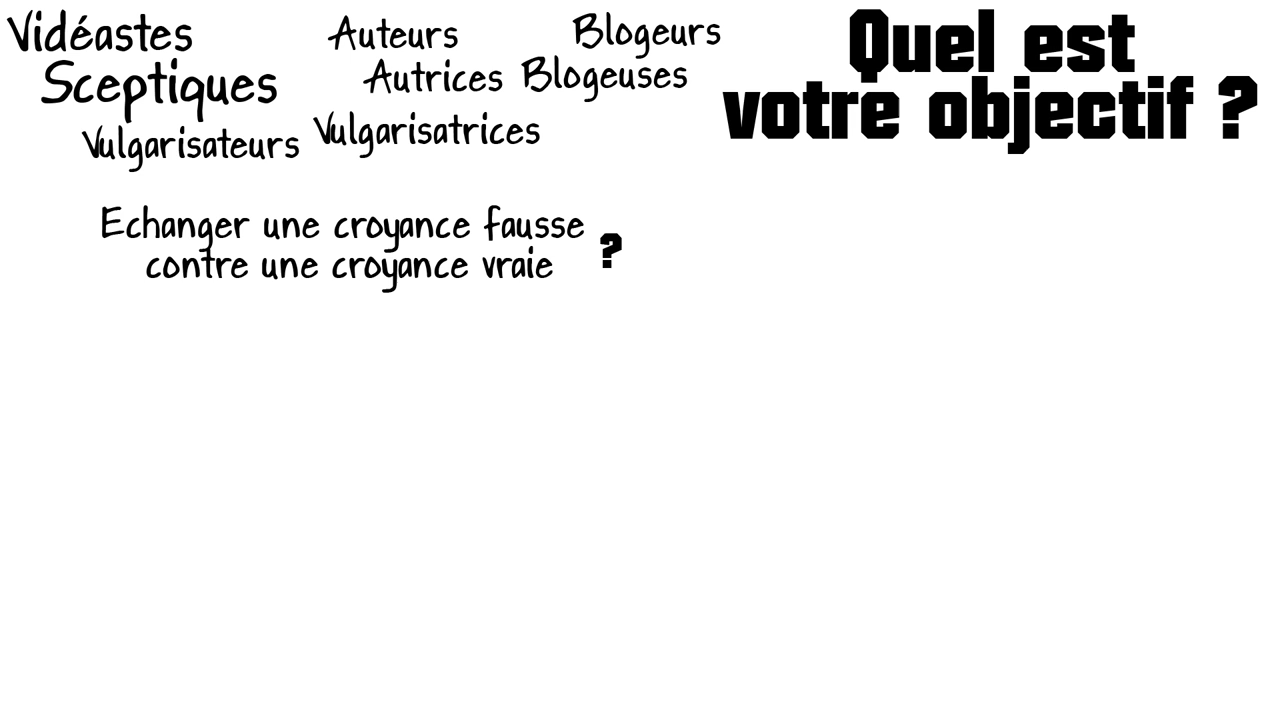 Vidéastes
Sceptiques
Vulgarisateurs
Vulgarisatrices
Auteurs
Autrices
Blogeurs
Blogeuses
Quel est
votre objectif ?
Echanger une croyance fausse
contre une croyance vraie ?